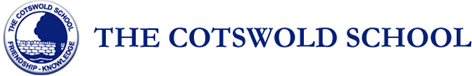 THE COTSWOLD SCHOOL
FRIENDSHIP - KNOWLEDGE
THE COTSWOLD SCHOOL